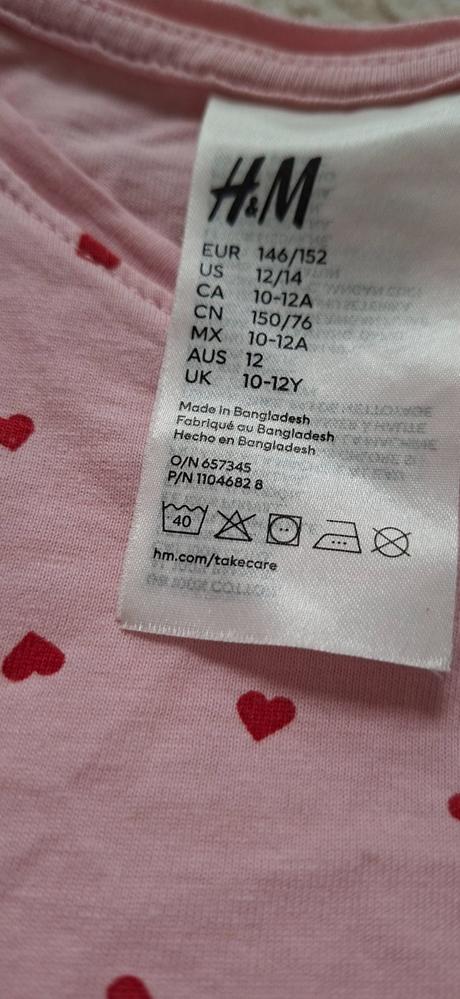 H&M
EUR 146/152
US 12/14
CA 10-12A
CN 150/76
MX 10-12A
AUS 12
UK 10-12Y
Made in Bangladesh
Fabriqué au Bangladesh
Hecho en Bangladesh
O/N 657345
P/N 1104682 8
40
hm.com/takecare